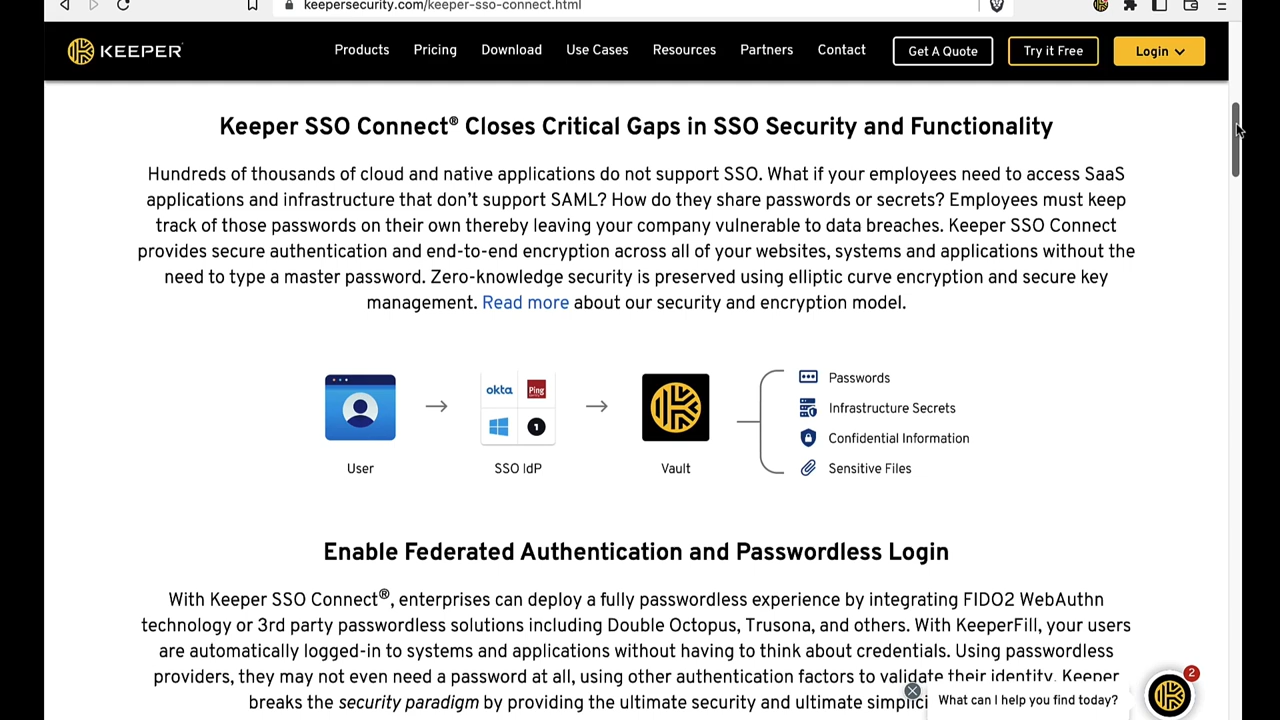 keepersecurity.com/keeper-sso-connect.html
KEEPER
Products
Pricing
Download
Use Cases
Resources
Partners
Contact
Get A Quote
Try it Free
Login
Keeper SSO Connect® Closes Critical Gaps in SSO Security and Functionality
Hundreds of thousands of cloud and native applications do not support SSO. What if your employees need to access SaaS
applications and infrastructure that don't support SAML? How do they share passwords or secrets? Employees must keep
track of those passwords on their own thereby leaving your company vulnerable to data breaches. Keeper SSO Connect
provides secure authentication and end-to-end encryption across all of your websites, systems and applications without the
need to type a master password. Zero-knowledge security is preserved using elliptic curve encryption and secure key
management. Read more about our security and encryption model.
okta
Ping
1
User
SSO IdP
Vault
Passwords
Infrastructure Secrets
Confidential Information
Sensitive Files
Enable Federated Authentication and Passwordless Login
With Keeper SSO Connect®, enterprises can deploy a fully passwordless experience by integrating FIDO2 WebAuthn
technology or 3rd party passwordless solutions including Double Octopus, Trusona, and others. With KeeperFill, your users
are automatically logged-in to systems and applications without having to think about credentials. Using passwordless
providers, they may not even need a password at all, using other authentication factors to validate their identity. Keeper
breaks the security paradigm by providing the ultimate security and ultimate
What can I help you find today?
2